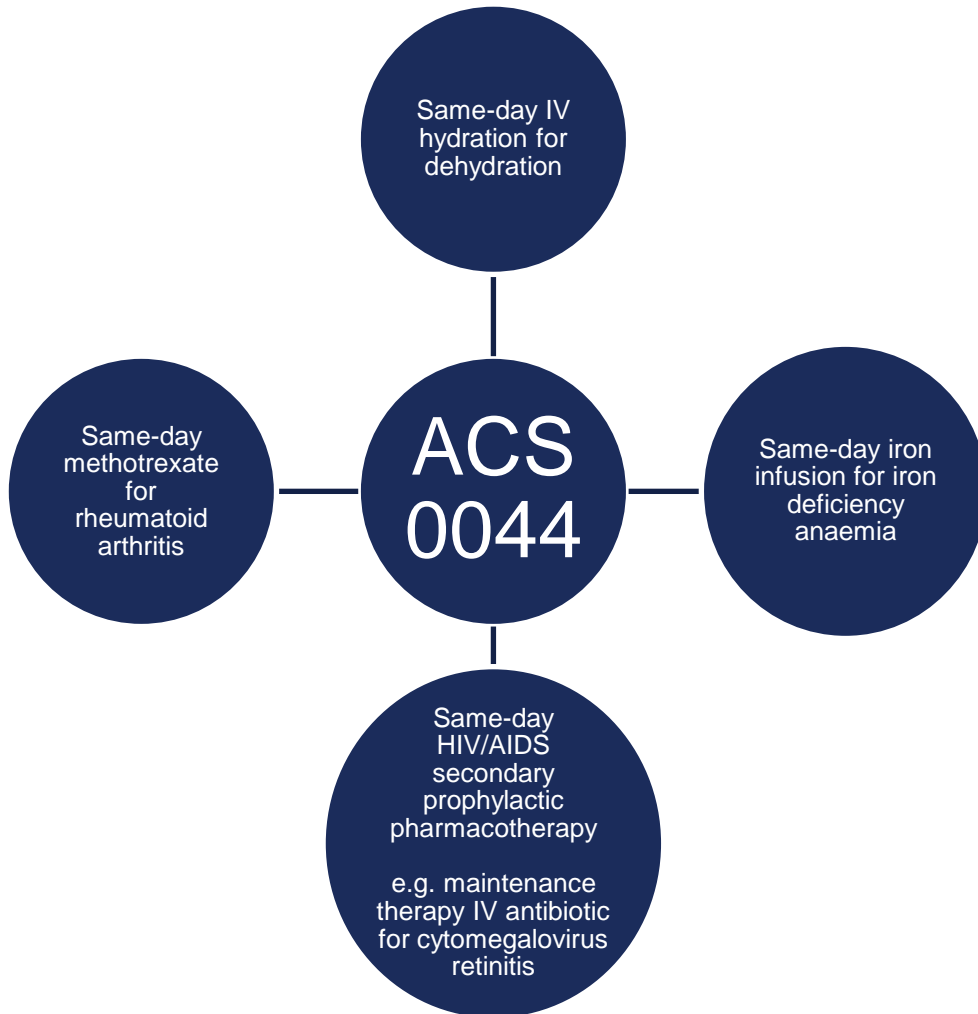 Same-day IV
hydration for
dehydration
Same-day
methotrexate
for
rheumatoid
arthritis
ACS
0044
Same-day iron
infusion for iron
deficiency
anaemia
Same-day
HIV/AIDS
secondary
prophylactic
pharmacotherapy
e.g. maintenance
therapy IV antibiotic
for cytomegalovirus
retinitis